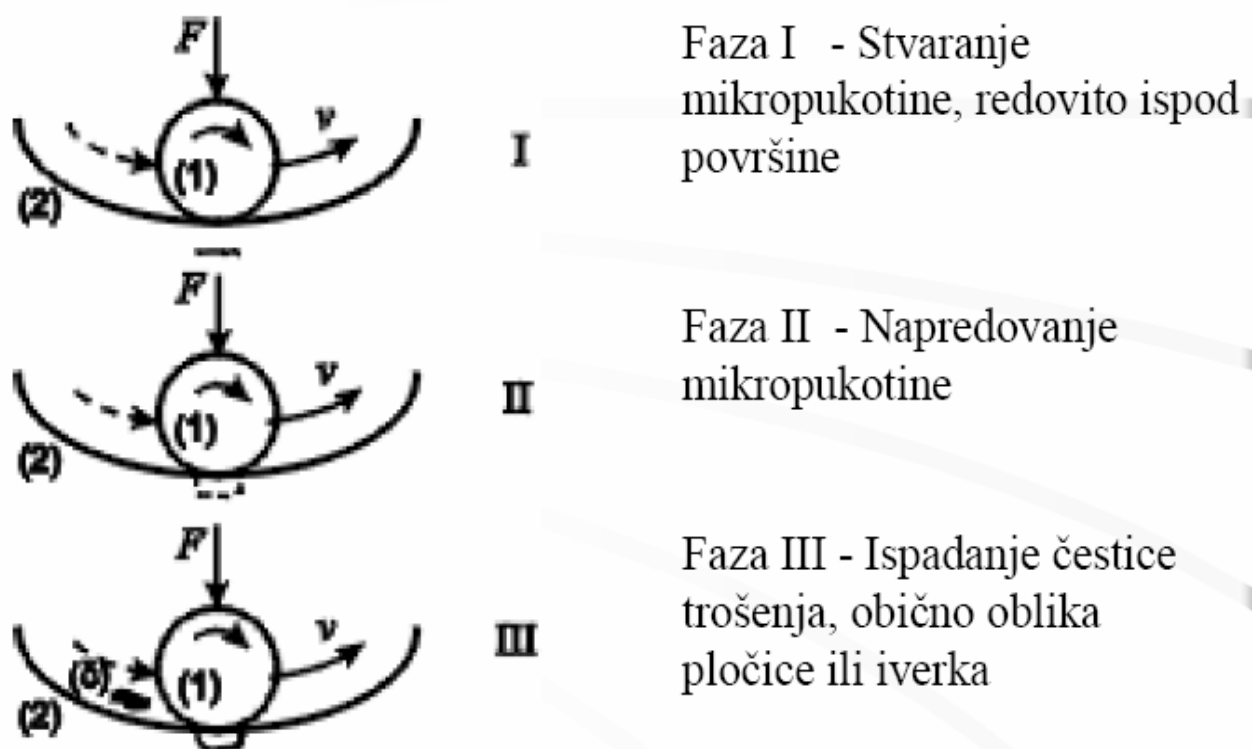 F
v
(1)
(2)
I
Faza I - Stvaranje
mikropukotine, redovito ispod
površine
F
v
(1)
(2)
II
Faza II - Napredovanje
mikropukotine
F
v
(δ)
(1)
(2)
III
Faza III - Ispadanje čestice
trošenja, obično oblika
pločice ili iverka